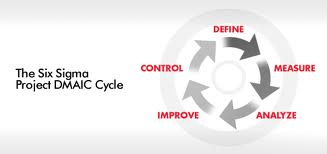 The Six Sigma
Project DMAIC Cycle
DEFINE
MEASURE
ANALYZE
IMPROVE
CONTROL